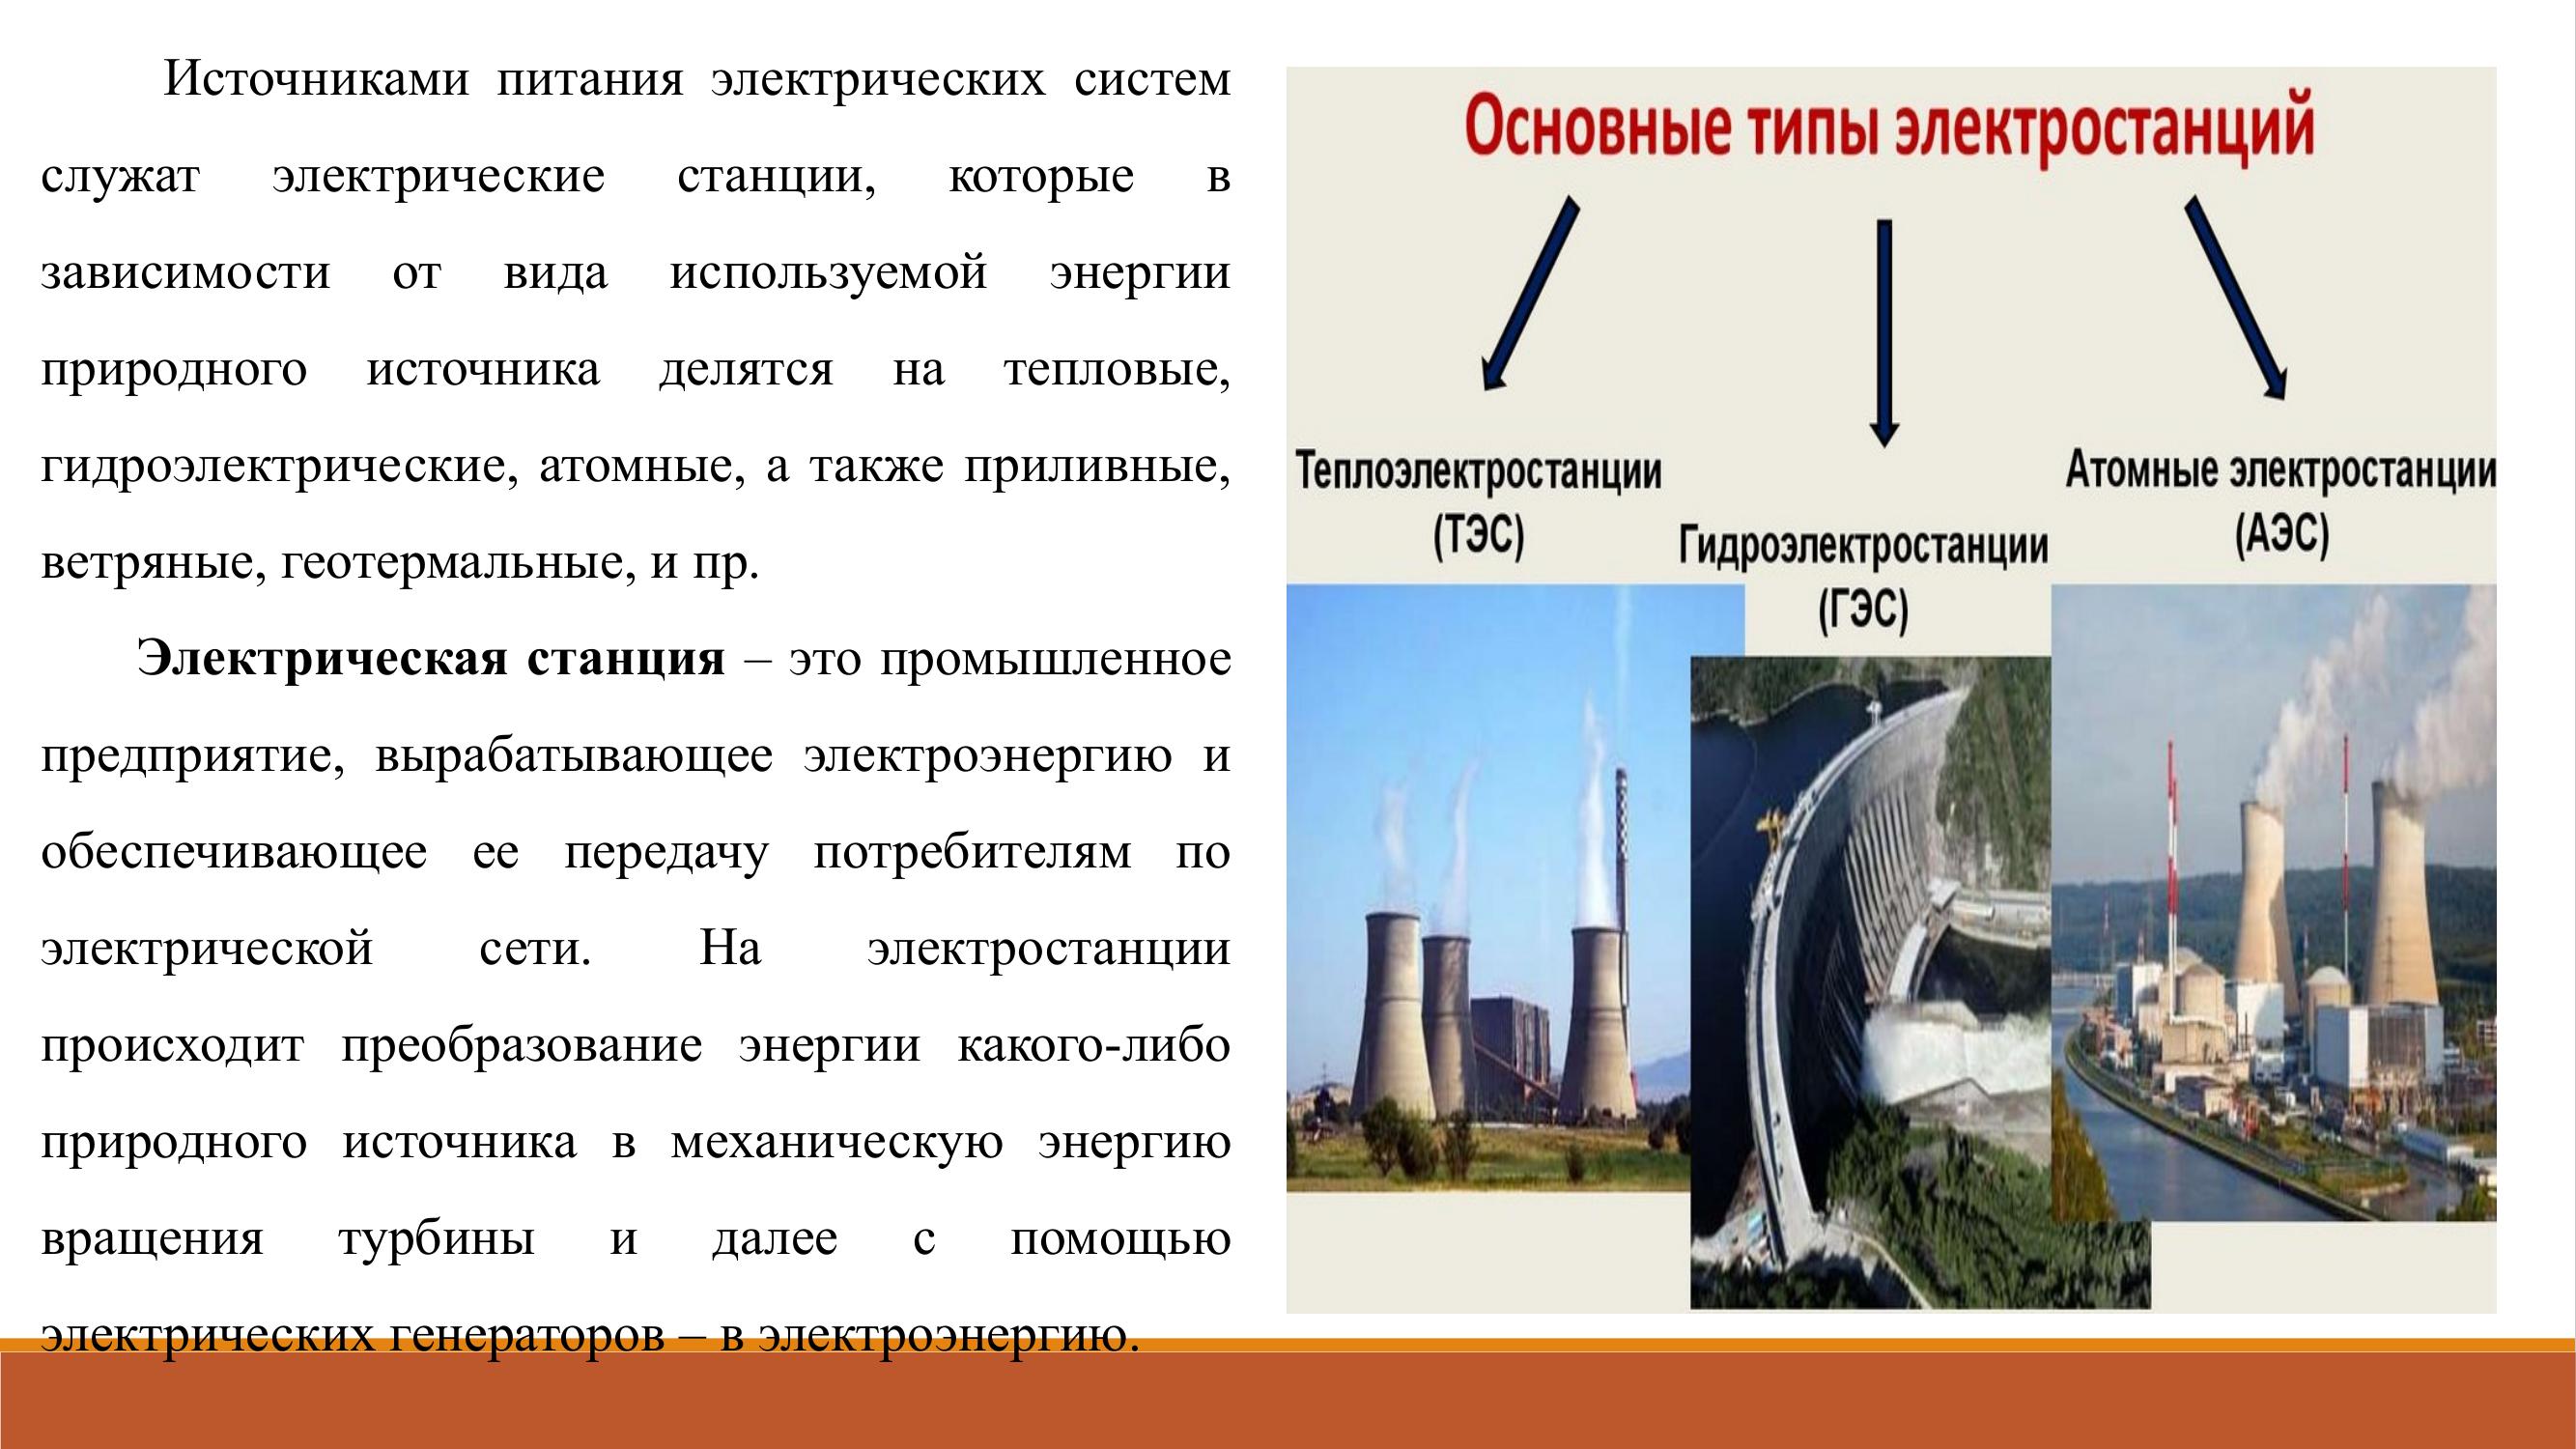 Источниками питания электрических систем
служат электрические станции, которые в
зависимости от вида используемой энергии
природного источника делятся на тепловые,
гидроэлектрические, атомные, а также приливные,
ветряные, геотермальные, и пр.
Электрическая станция – это промышленное
предприятие, вырабатывающее электроэнергию и
обеспечивающее ее передачу потребителям по
электрической сети. На электростанции
происходит преобразование энергии какого-либо
природного источника в механическую энергию
вращения турбины и далее с помощью
электрических генераторов – в электроэнергию.
Основные типы электростанций
Теплоэлектростанции
(ТЭС)
Гидроэлектростанции
(ГЭС)
Атомные электростанции
(АЭС)